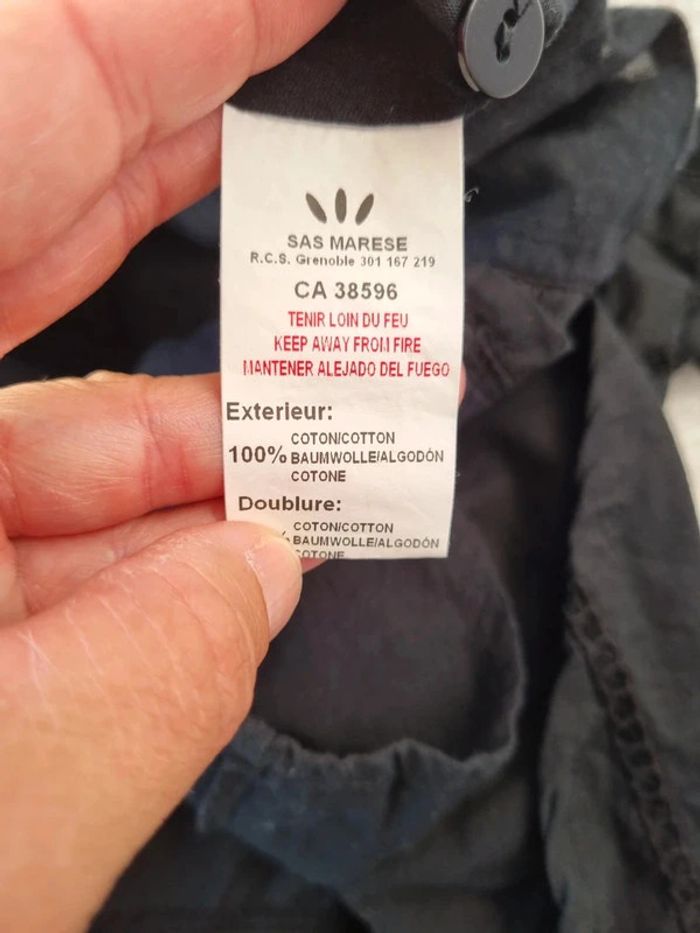 SAS MARESE
R.C.S. Grenoble 301 167 219
CA 38596
TENIR LOIN DU FEU
KEEP AWAY FROM FIRE
MANTENER ALEJADO DEL FUEGO
Exterieur:
COTON/COTTON
100% BAUMWOLLE/ALGODÓN
COTONE
Doublure:
COTON/COTTON
BAUMWOLLE/ALGODÓN
COTONE